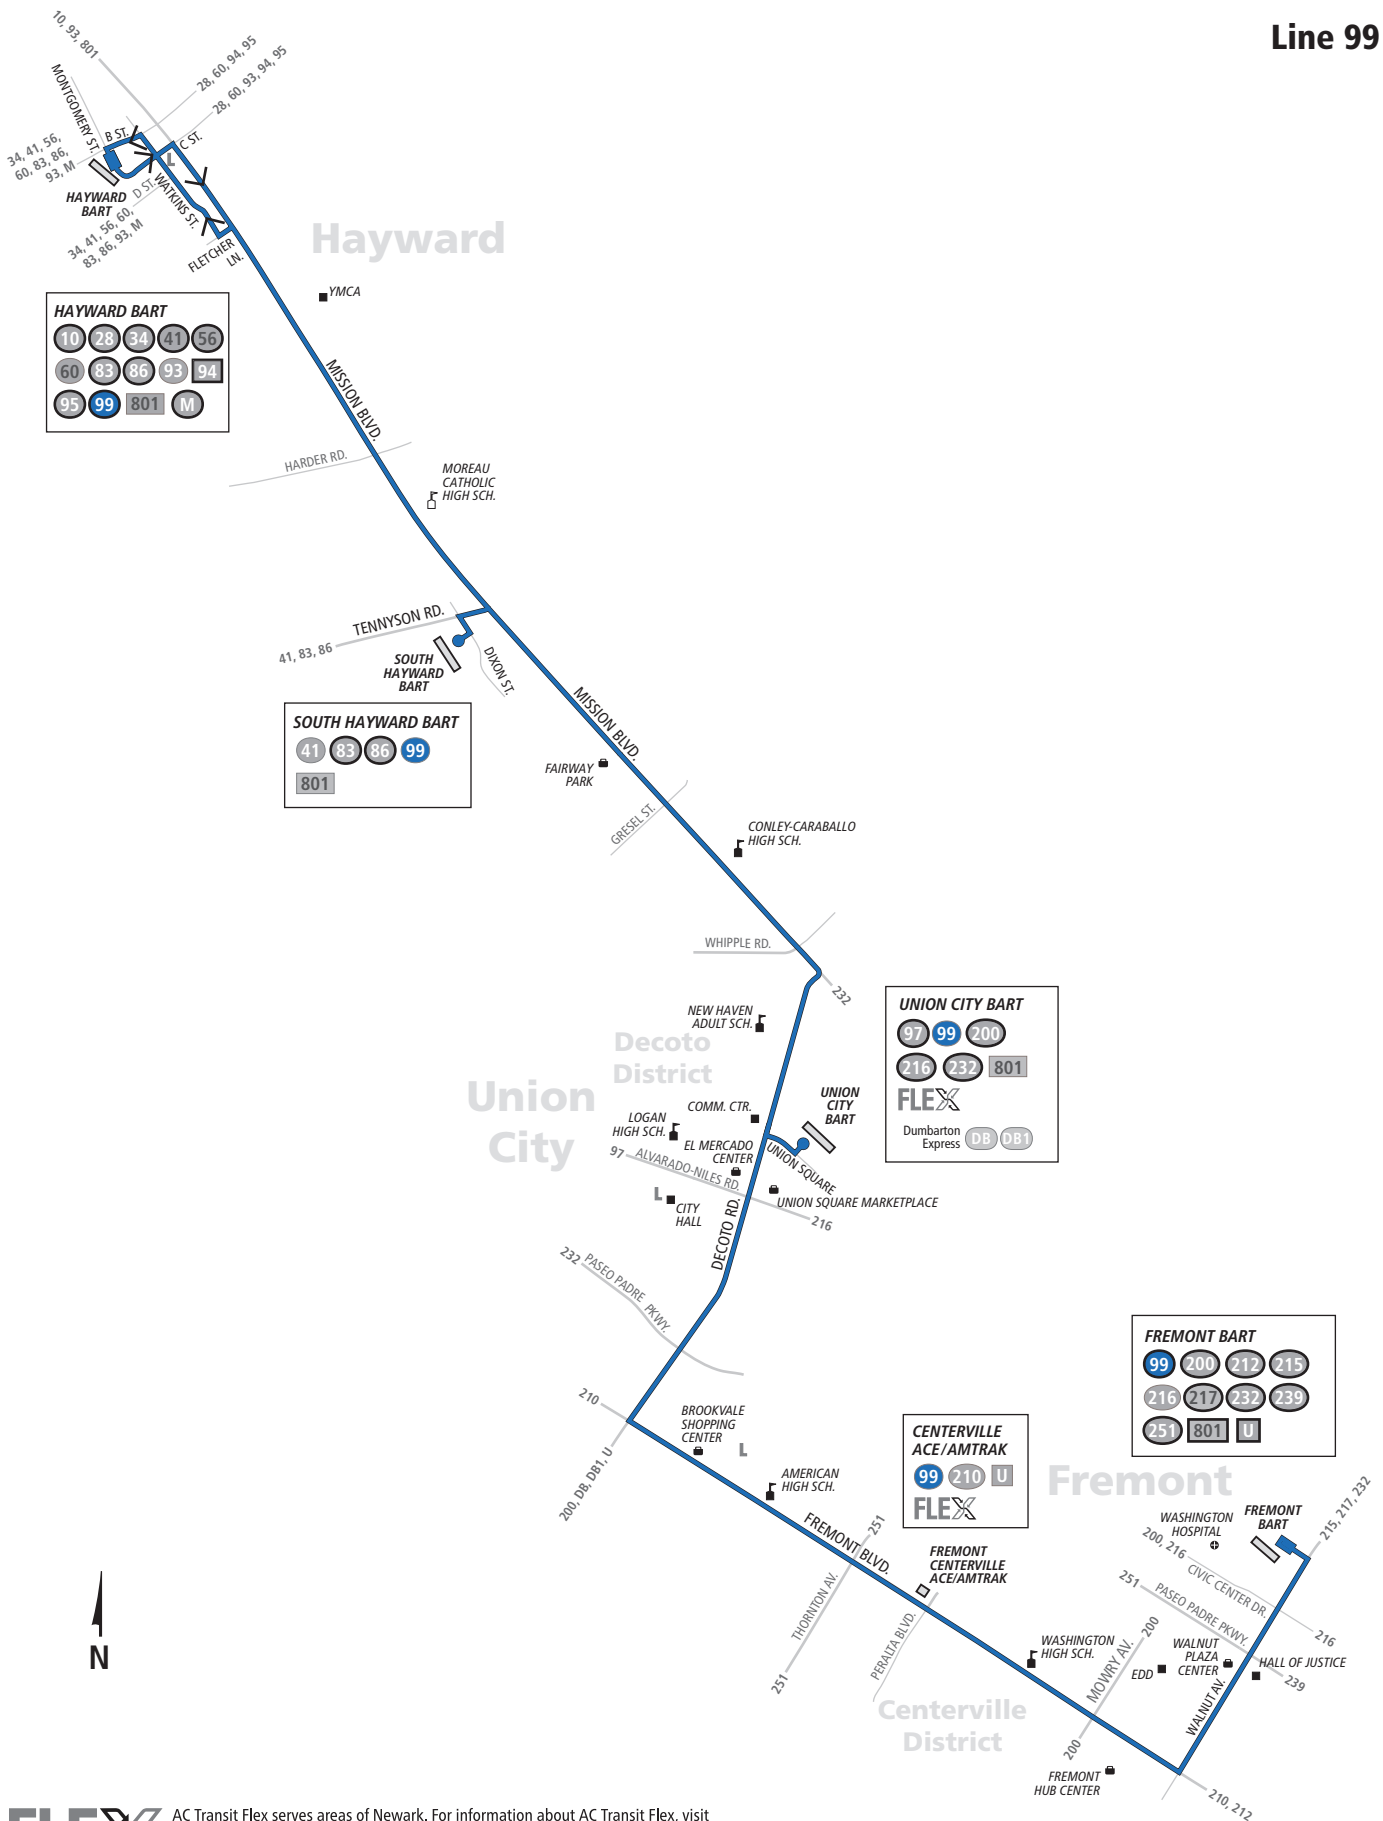 Line 99
10, 93, 801
28, 60, 94, 95
28, 60, 93, 94, 95
MONTGOMERY ST.
B ST.
C ST.
34, 41, 56,
60, 83, 86,
93, M
L
HAYWARD
BART
D ST.
WATKINS ST.
34, 41, 56, 60,
83, 86, 93, M
FLETCHER
LN.
Hayward
YMCA
HAYWARD BART
10 28 34 41 56
60 83 86 93 94
95 99 801 M
MISSION BLVD.
HARDER RD.
MOREAU
CATHOLIC
HIGH SCH.
TENNYSON RD.
41, 83, 86
SOUTH
HAYWARD
BART
DIXON ST.
SOUTH HAYWARD BART
41 83 86 99
801
MISSION BLVD.
FAIRWAY
PARK
GRESEL ST.
CONLEY-CARABALLO
HIGH SCH.
WHIPPLE RD.
232
NEW HAVEN
ADULT SCH.
Decoto
District
UNION CITY BART
97 99 200
216 232 801
FLEX
Dumbarton
Express DB DB1
Union
City
COMM. CTR.
UNION
CITY
BART
LOGAN
HIGH SCH.
EL MERCADO
CENTER
UNION SQUARE
97
ALVARADO-NILES RD.
L
CITY
HALL
UNION SQUARE MARKETPLACE
216
DECOTO RD.
232
PASEO PADRE PKWY.
210
200, DB, DB1, U
BROOKVALE
SHOPPING
CENTER
L
AMERICAN
HIGH SCH.
FREMONT BART
99 200 212 215
216 217 232 239
251 801 U
CENTERVILLE
ACE/AMTRAK
99 210 U
FLEX
Fremont
FREMONT BLVD.
251
THORNTON AV.
251
FREMONT
CENTERVILLE
ACE/AMTRAK
PERALTA BLVD.
WASHINGTON
HOSPITAL
FREMONT
BART
215, 217, 232
200, 216
CIVIC CENTER DR.
216
251
PASEO PADRE PKWY.
239
WASHINGTON
HIGH SCH.
200
MOWRY AV.
200
EDD
WALNUT
PLAZA
CENTER
HALL OF JUSTICE
WALNUT AV.
Centerville
District
FREMONT
HUB CENTER
210, 212
N
FLEX
AC Transit Flex serves areas of Newark. For information about AC Transit Flex, visit